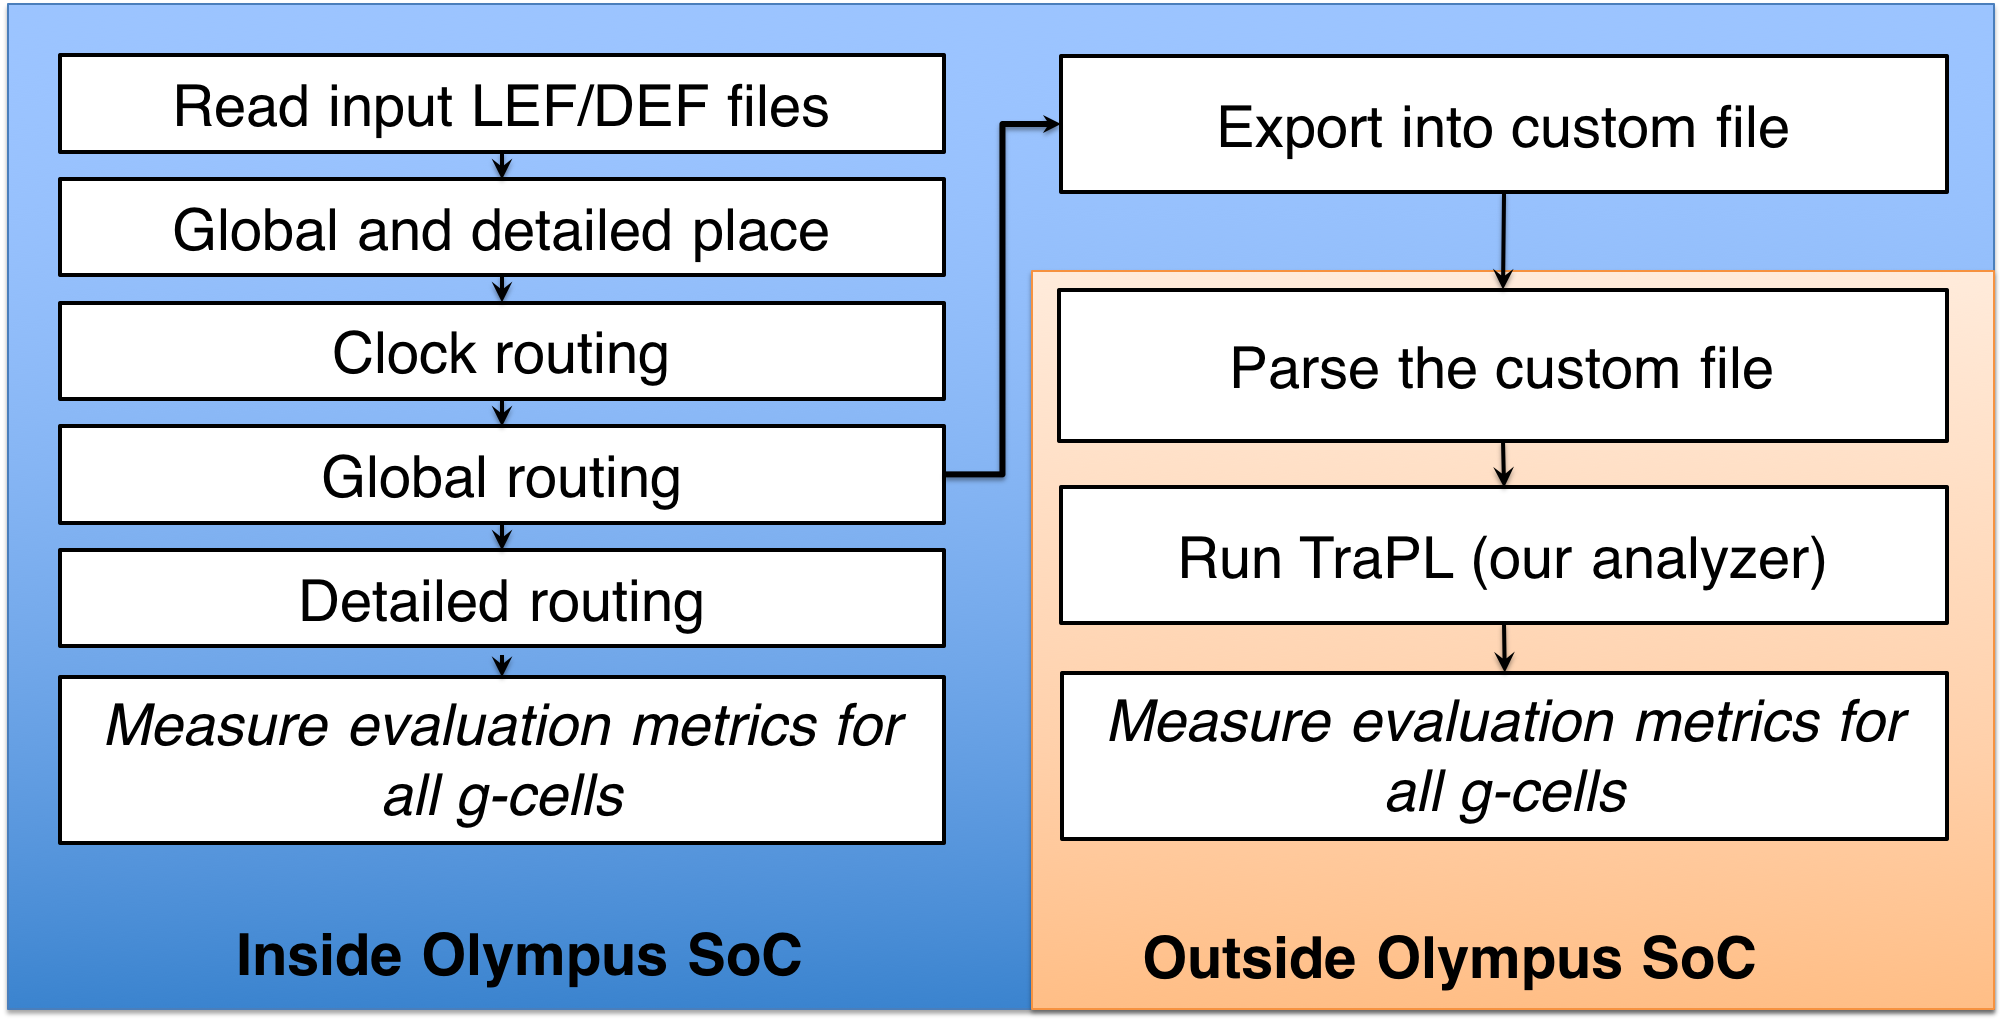 Read input LEF/DEF files
Global and detailed place
Clock routing
Global routing
Detailed routing
Measure evaluation metrics for
all g-cells
Inside Olympus SoC
Export into custom file
Parse the custom file
Run TraPL (our analyzer)
Measure evaluation metrics for
all g-cells
Outside Olympus SoC